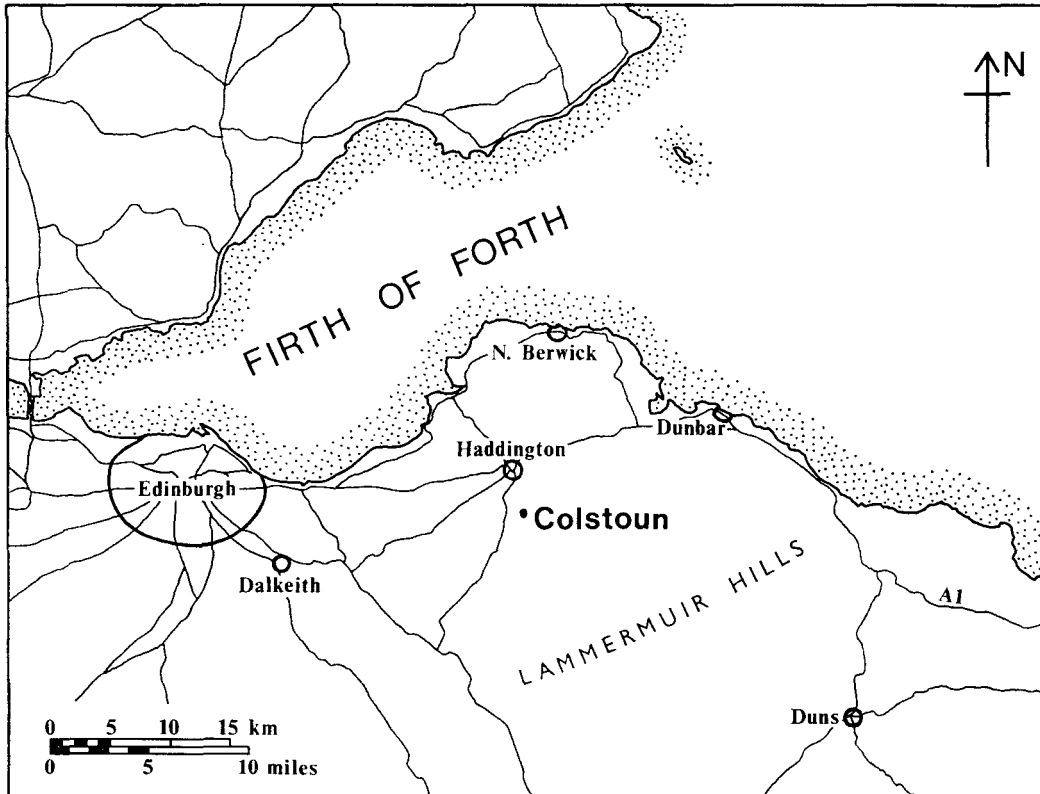 N
FIRTH OF FORTH
N. Berwick
Dunbar
Haddington
Edinburgh
Colstoun
Dalkeith
LAMMERMUIR HILLS
A1
Duns
0 5 10 15 km
0 5 10 miles